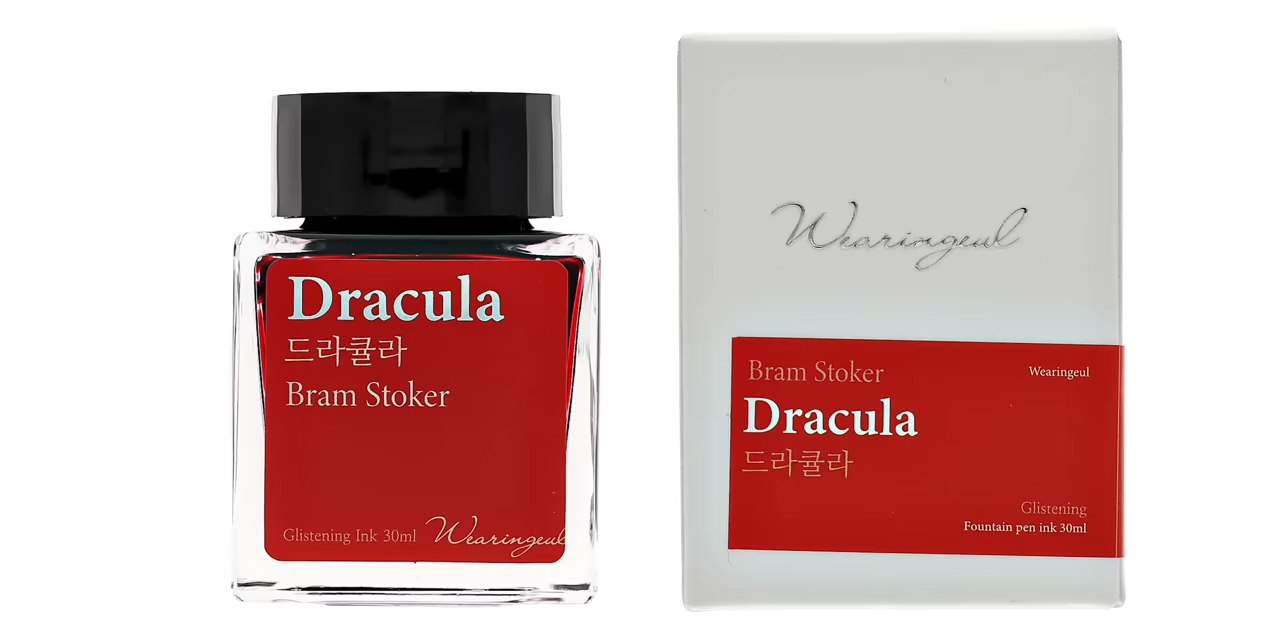 Dracula
드라큘라
Bram Stoker
Glistening Ink 30ml Wearingeul
Wearingeul
Bram Stoker Wearingeul
Dracula
드라큘라
Glistening
Fountain pen ink 30ml